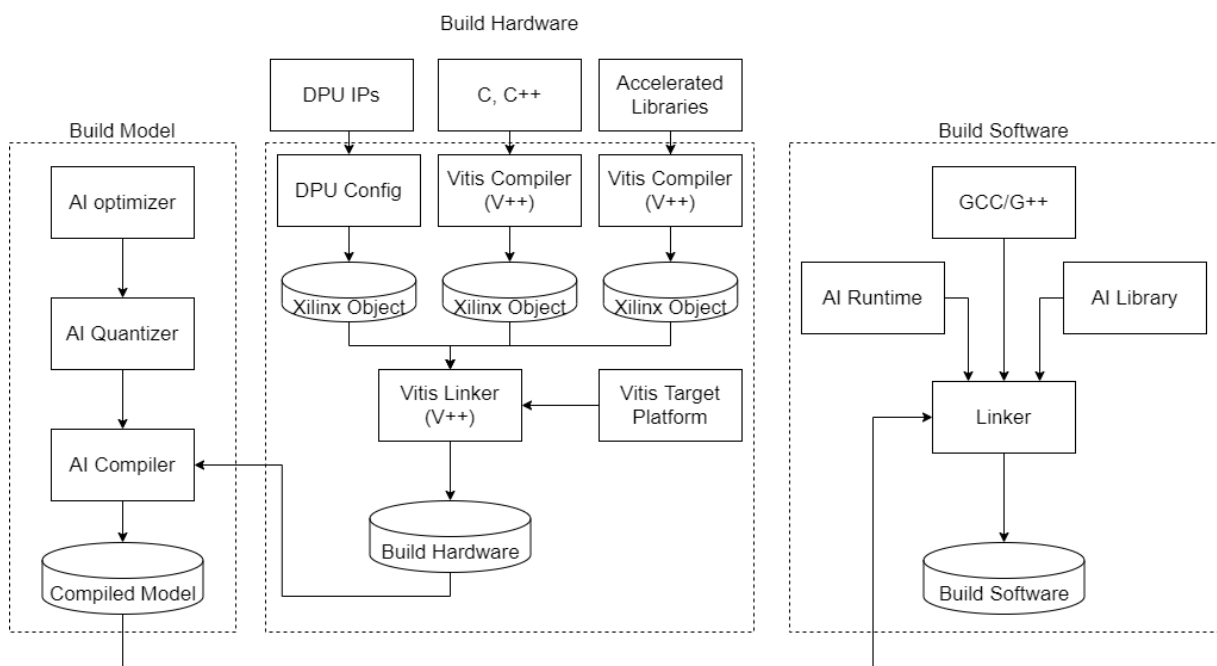 Build Hardware
DPU IPs
C, C++
Accelerated
Libraries
Build Model
Build Software
AI optimizer
DPU Config
Vitis Compiler
(V++)
Vitis Compiler
(V++)
GCC/G++
Xilinx Object
Xilinx Object
Xilinx Object
AI Runtime
AI Library
AI Quantizer
Vitis Linker
(V++)
Vitis Target
Platform
Linker
AI Compiler
Build Hardware
Compiled Model
Build Software